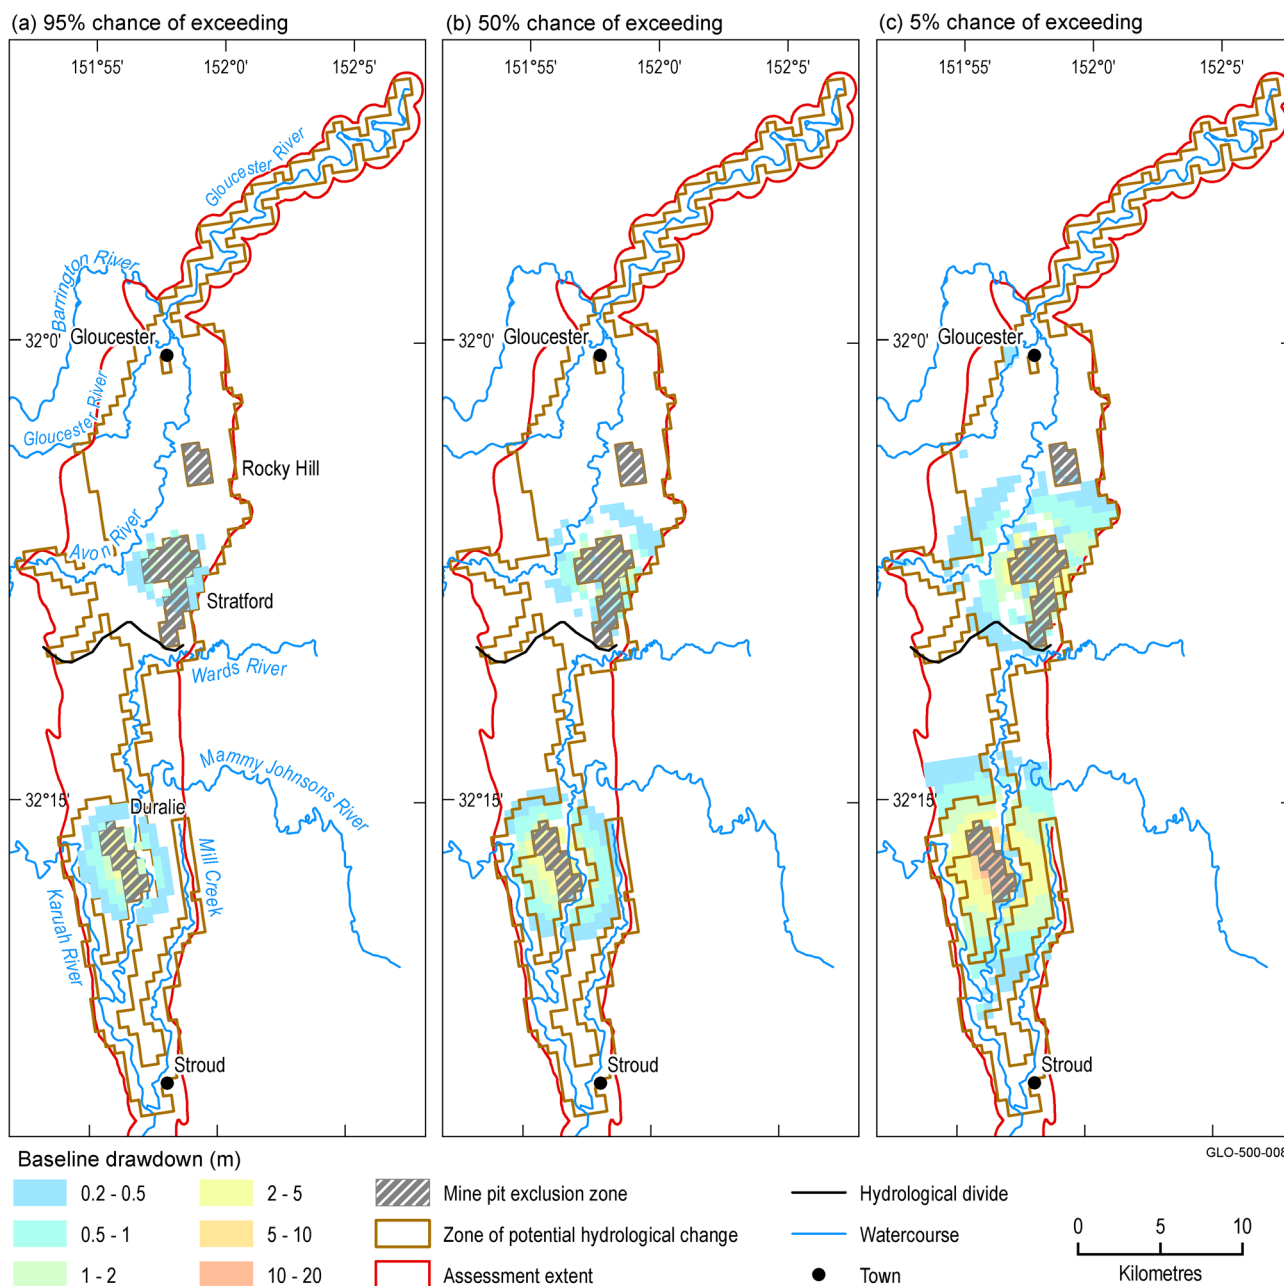 (a) 95% chance of exceeding
(b) 50% chance of exceeding
(c) 5% chance of exceeding
151°55' 152°0' 152°5'
151°55' 152°0' 152°5'
151°55' 152°0' 152°5'
Gloucester River
Barrington River
32°0' Gloucester
32°0' Gloucester
32°0' Gloucester
Gloucester River
Rocky Hill
Avon River
Stratford
Wards River
Mammy Johnsons River
32°15'
32°15'
32°15'
Duralie
Mill Creek
Karuah River
Stroud
Stroud
Stroud
GLO-500-008
Baseline drawdown (m)
0.2 - 0.5
0.5 - 1
1 - 2
2 - 5
5 - 10
10 - 20
Mine pit exclusion zone
Zone of potential hydrological change
Assessment extent
Hydrological divide
Watercourse
Town
0 5 10
Kilometres